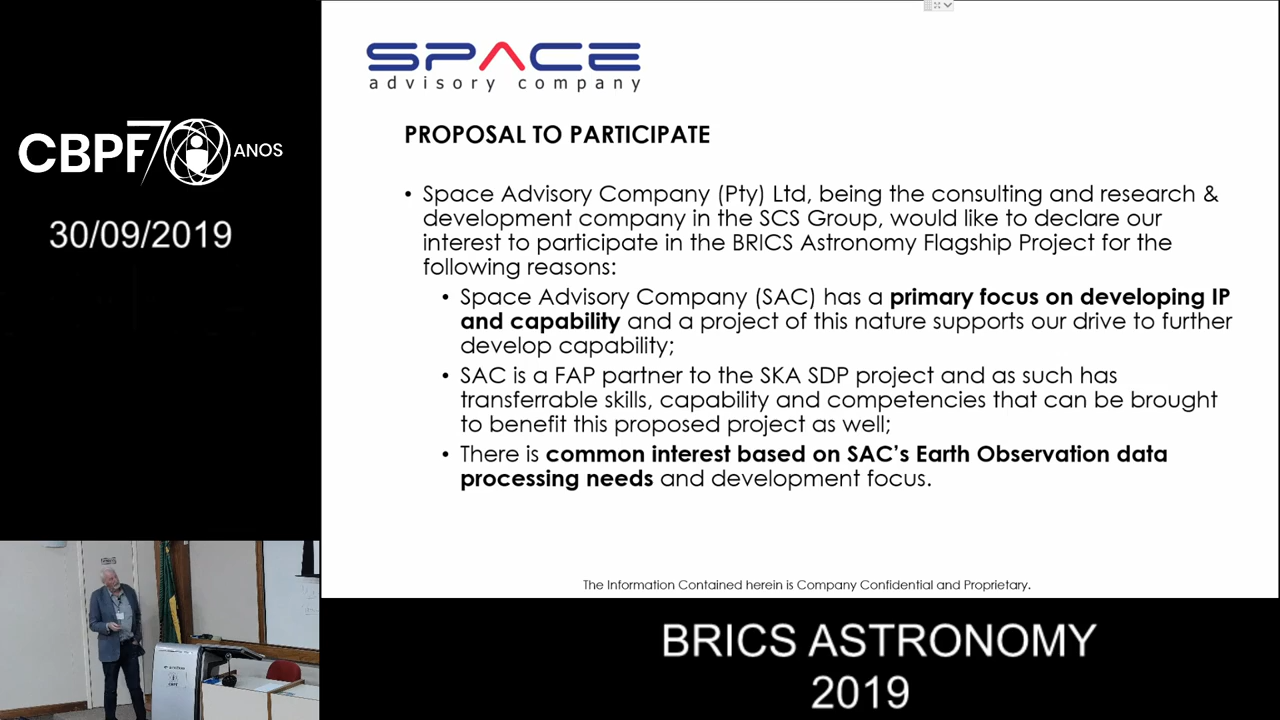 SPACE
advisory company
CBPF 70 ANOS
30/09/2019
PROPOSAL TO PARTICIPATE
• Space Advisory Company (Pty) Ltd, being the consulting and research &
development company in the SCS Group, would like to declare our
interest to participate in the BRICS Astronomy Flagship Project for the
following reasons:
• Space Advisory Company (SAC) has a primary focus on developing IP
and capability and a project of this nature supports our drive to further
develop capability;
• SAC is a FAP partner to the SKA SDP project and as such has
transferrable skills, capability and competencies that can be brought
to benefit this proposed project as well;
• There is common interest based on SAC's Earth Observation data
processing needs and development focus.
The Information Contained herein is Company Confidential and Proprietary.
BRICS ASTRONOMY
2019